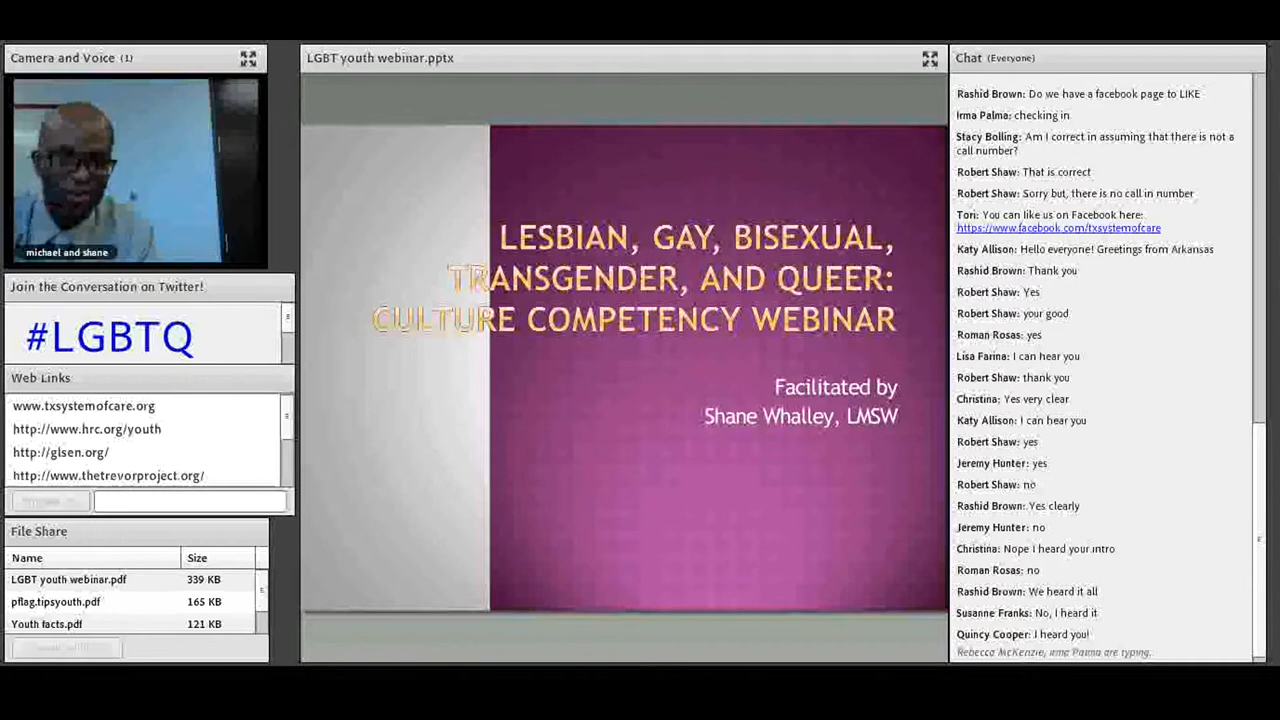 Camera and Voice (1)
michael and shane
Join the Conversation on Twitter!
#LGBTQ
Web Links
www.txsystemofcare.org
http://www.hrc.org/youth
http://glsen.org/
http://www.thetrevorproject.org/
File Share
Name Size
LGBT youth webinar.pdf 339 KB
pflag.tipsyouth.pdf 165 KB
Youth facts.pdf 121 KB
LGBT youth webinar.pptx
LESBIAN, GAY, BISEXUAL,
TRANSGENDER, AND QUEER:
CULTURE COMPETENCY WEBINAR
Facilitated by
Shane Whalley, LMSW
Chat (Everyone)
Rashid Brown: Do we have a facebook page to LIKE
Irma Palma: checking in
Stacy Bolling: Am I correct in assuming that there is not a
call number?
Robert Shaw: That is correct
Robert Shaw: Sorry but, there is no call in number
Tori: You can like us on Facebook here:
https://www.facebook.com/txsystemofcare
Katy Allison: Hello everyone! Greetings from Arkansas
Rashid Brown: Thank you
Robert Shaw: Yes
Robert Shaw: your good
Roman Rosas: yes
Lisa Farina: I can hear you
Robert Shaw: thank you
Christina: Yes very clear
Katy Allison: I can hear you
Robert Shaw: yes
Jeremy Hunter: yes
Robert Shaw: no
Rashid Brown: Yes clearly
Jeremy Hunter: no
Christina: Nope I heard your intro
Roman Rosas: no
Rashid Brown: We heard it all
Susanne Franks: No, I heard it
Quincy Cooper: I heard you!
Rebecca McKenzie, Irma Palma are typing.